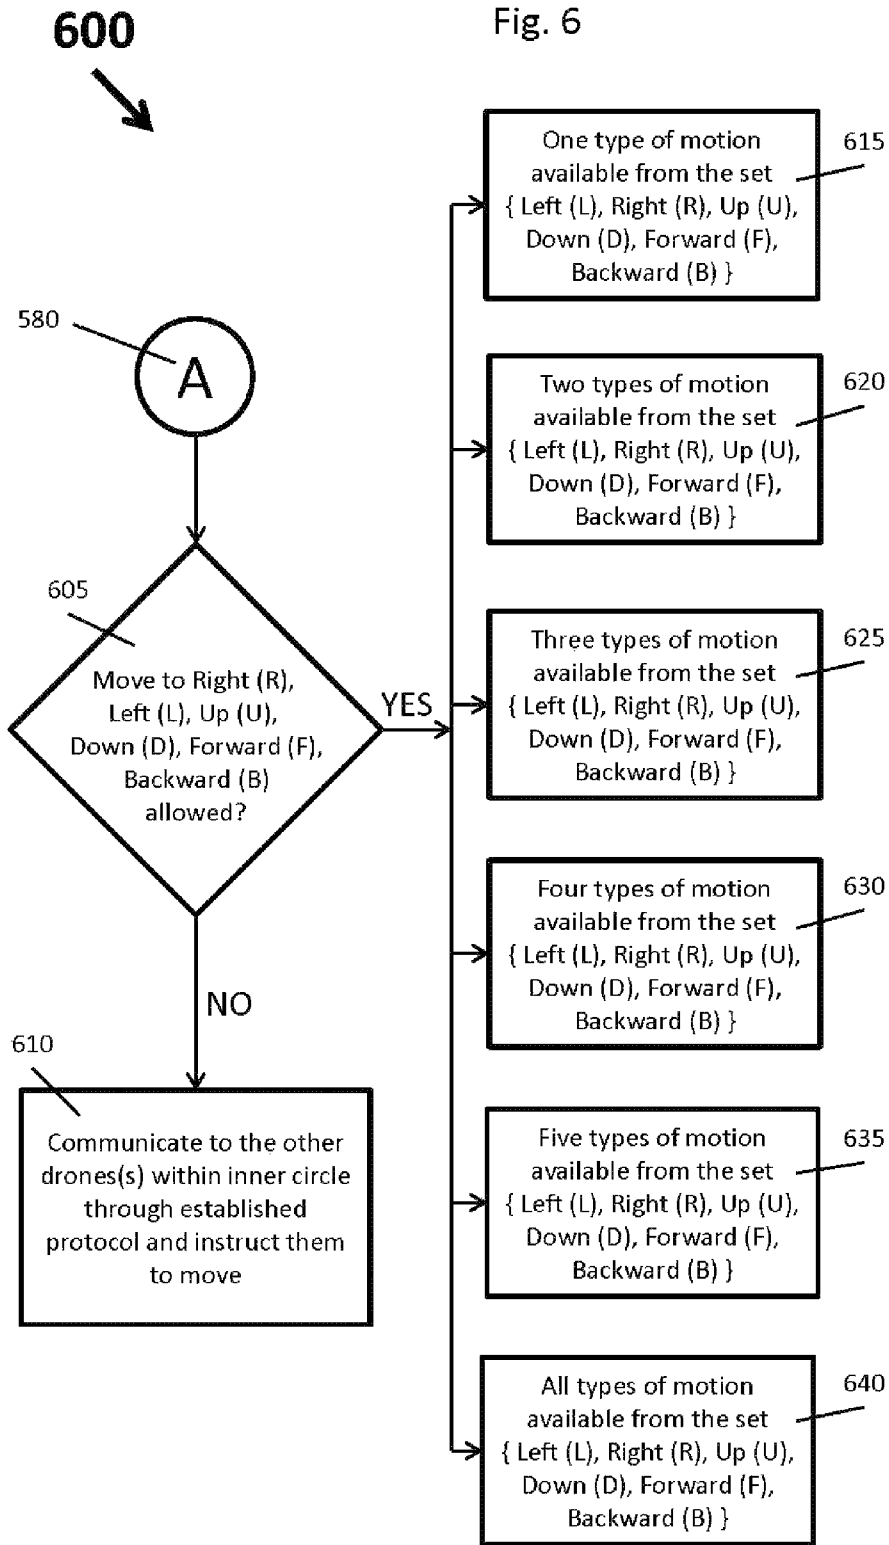 600
Fig. 6
580
A
605
Move to Right (R),
Left (L), Up (U),
Down (D), Forward (F),
Backward (B)
allowed?
YES
NO
610
Communicate to the other
drones(s) within inner circle
through established
protocol and instruct them
to move
615
One type of motion
available from the set
{ Left (L), Right (R), Up (U),
Down (D), Forward (F),
Backward (B) }
620
Two types of motion
available from the set
{ Left (L), Right (R), Up (U),
Down (D), Forward (F),
Backward (B) }
625
Three types of motion
available from the set
{ Left (L), Right (R), Up (U),
Down (D), Forward (F),
Backward (B) }
630
Four types of motion
available from the set
{ Left (L), Right (R), Up (U),
Down (D), Forward (F),
Backward (B) }
635
Five types of motion
available from the set
{ Left (L), Right (R), Up (U),
Down (D), Forward (F),
Backward (B) }
640
All types of motion
available from the set
{ Left (L), Right (R), Up (U),
Down (D), Forward (F),
Backward (B) }